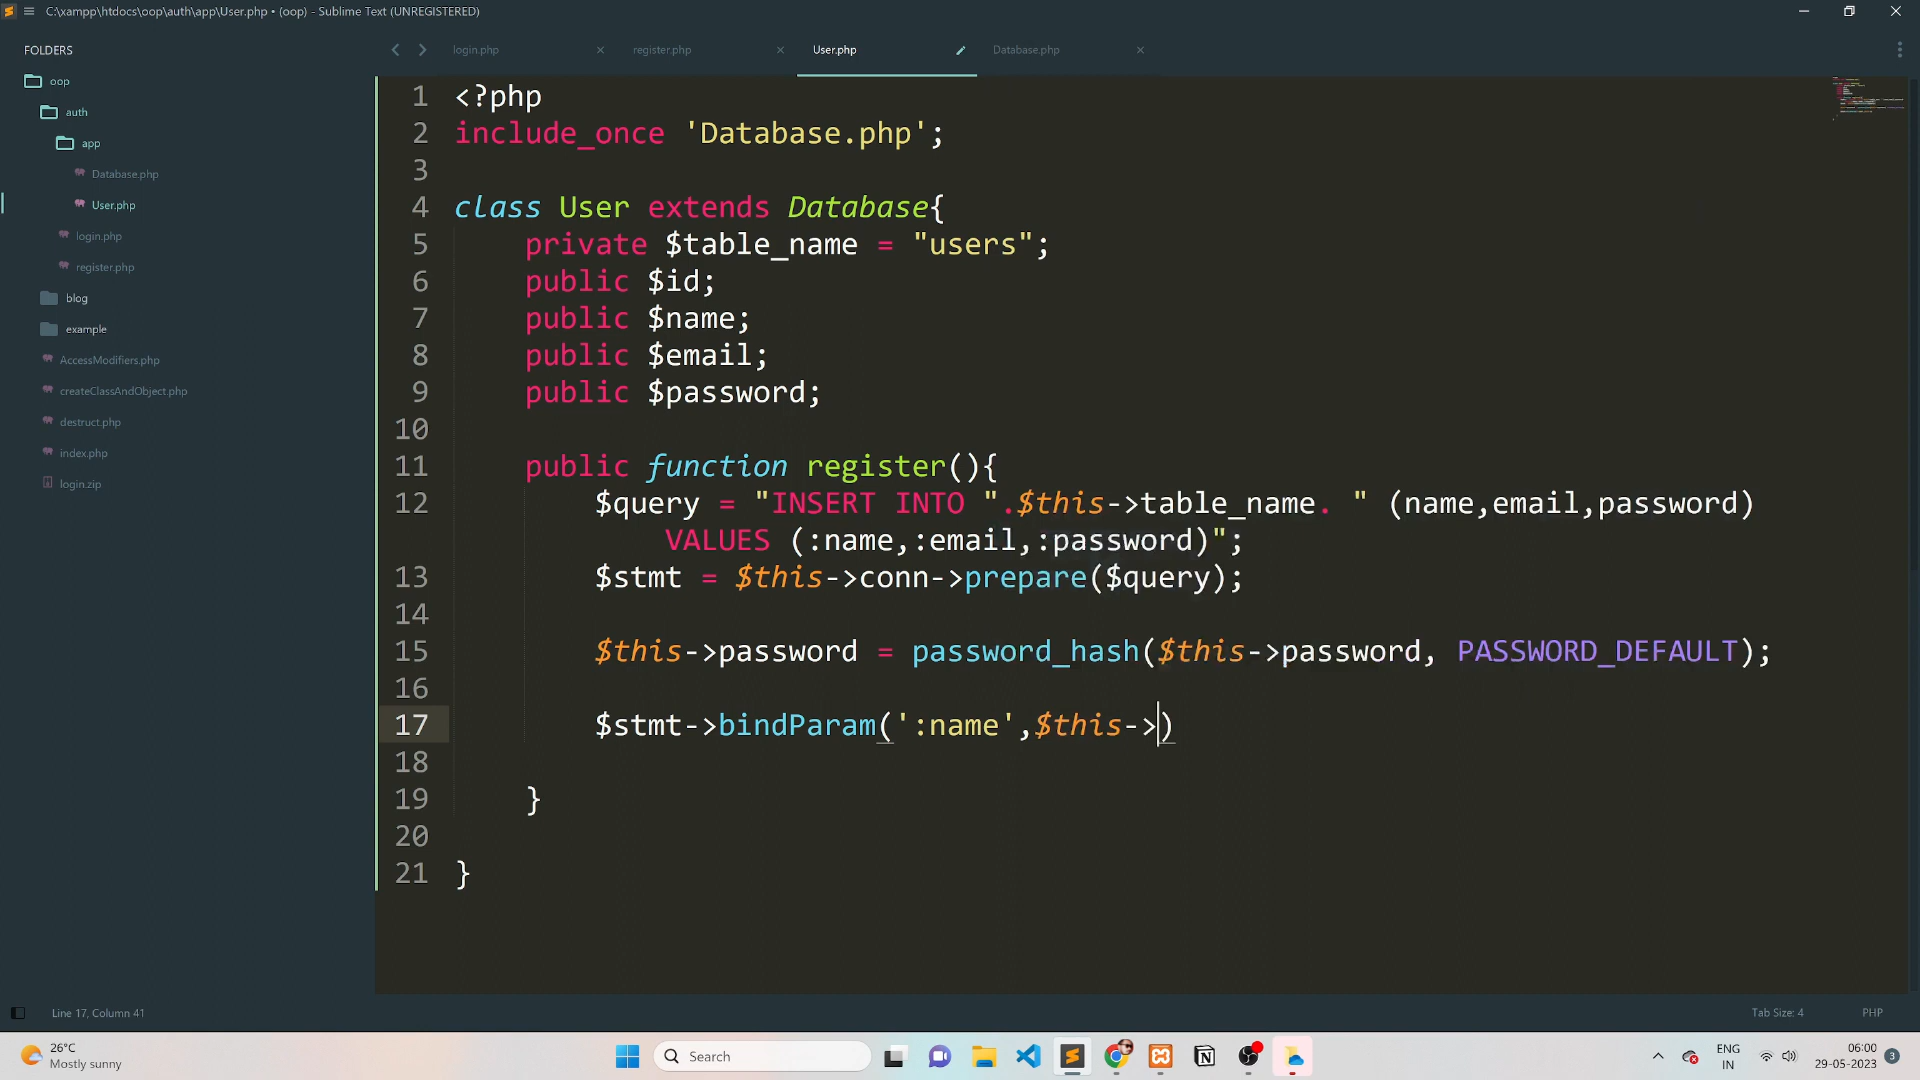 C:\xampp\htdocs\oop\auth\app\User.php • (oop) - Sublime Text (UNREGISTERED)
FOLDERS
oop
auth
app
Database.php
User.php
login.php
register.php
blog
example
AccessModifiers.php
createClassAndObject.php
destruct.php
index.php
login.zip
login.php
register.php
User.php
Database.php
1 <?php
2 include_once 'Database.php';
3
4 class User extends Database{
5 private $table_name = "users";
6 public $id;
7 public $name;
8 public $email;
9 public $password;
10
11 public function register(){
12 $query = "INSERT INTO ".$this->table_name. " (name,email,password)
VALUES (:name,:email,:password)";
13 $stmt = $this->conn->prepare($query);
14
15 $this->password = password_hash($this->password, PASSWORD_DEFAULT);
16
17 $stmt->bindParam(':name',$this->)
18
19 }
20
21 }
Line 17, Column 41
Tab Size: 4
PHP
26°C
Mostly sunny
Search
ENG
IN
06:00
29-05-2023
3